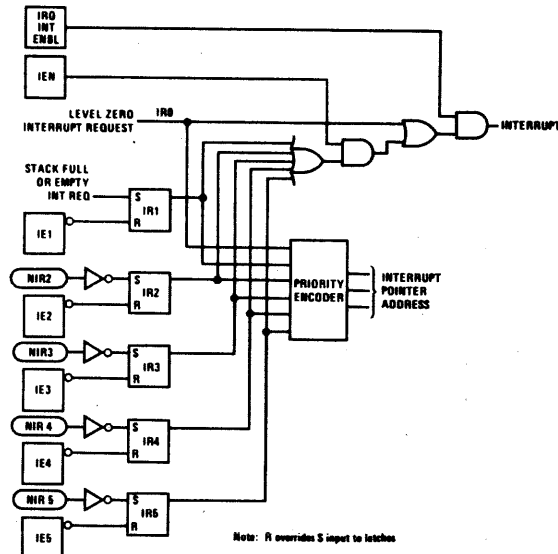 IR0
INT
ENBL
IEN
LEVEL ZERO
INTERRUPT REQUEST
IR0
INTERRUPT
STACK FULL
OR EMPTY
INT REQ
S
R
IR1
IE1
NIR2
S
R
IR2
IE2
NIR3
S
R
IR3
IE3
NIR 4
S
R
IR4
IE4
NIR 5
S
R
IR5
IE5
PRIORITY
ENCODER
INTERRUPT
POINTER
ADDRESS
Note: R overrides S input to latches